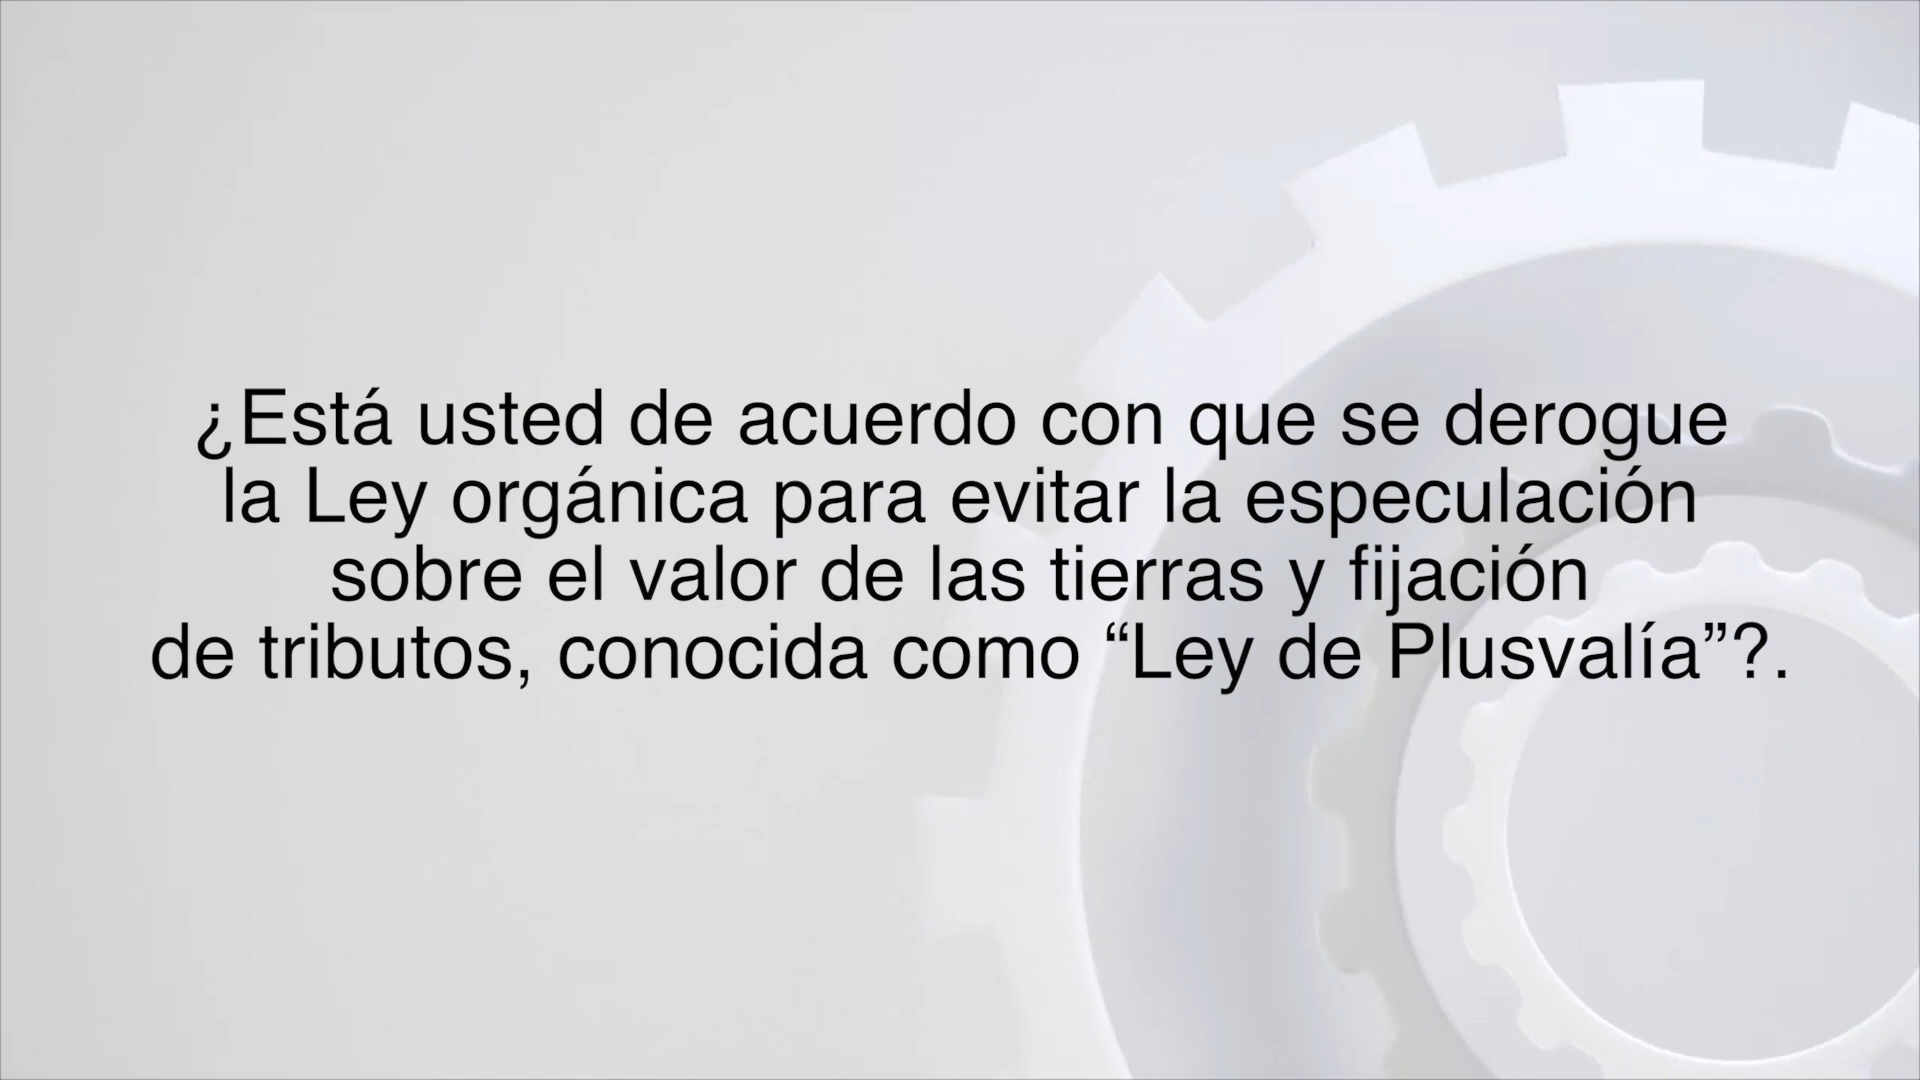 ¿Está usted de acuerdo con que se derogue
la Ley orgánica para evitar la especulación
sobre el valor de las tierras y fijación
de tributos, conocida como “Ley de Plusvalía”?.